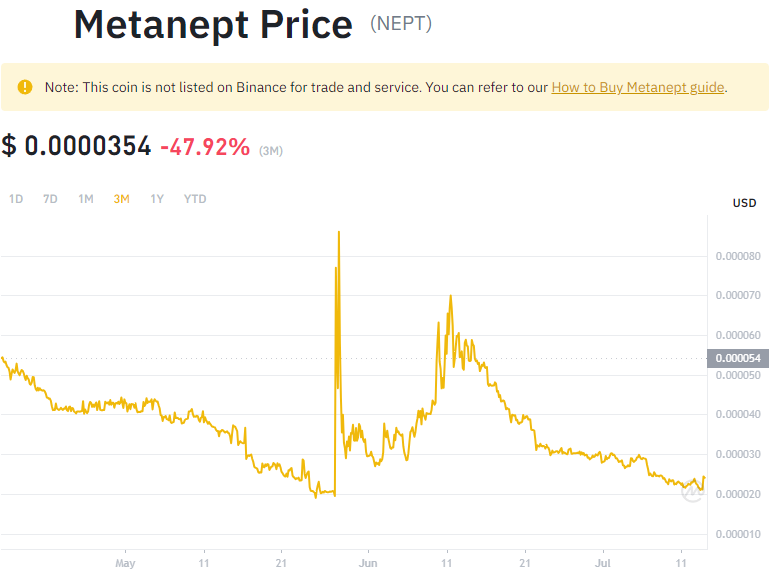 Metanept Price (NEPT)
Note: This coin is not listed on Binance for trade and service. You can refer to our How to Buy Metanept guide.
$ 0.0000354 -47.92% (3M)
1D 7D 1M 3M 1Y YTD
USD
0.000080
0.000070
0.000060
0.000054
0.000050
0.000040
0.000030
0.000020
0.000010
May 11 21 Jun 11 21 Jul 11